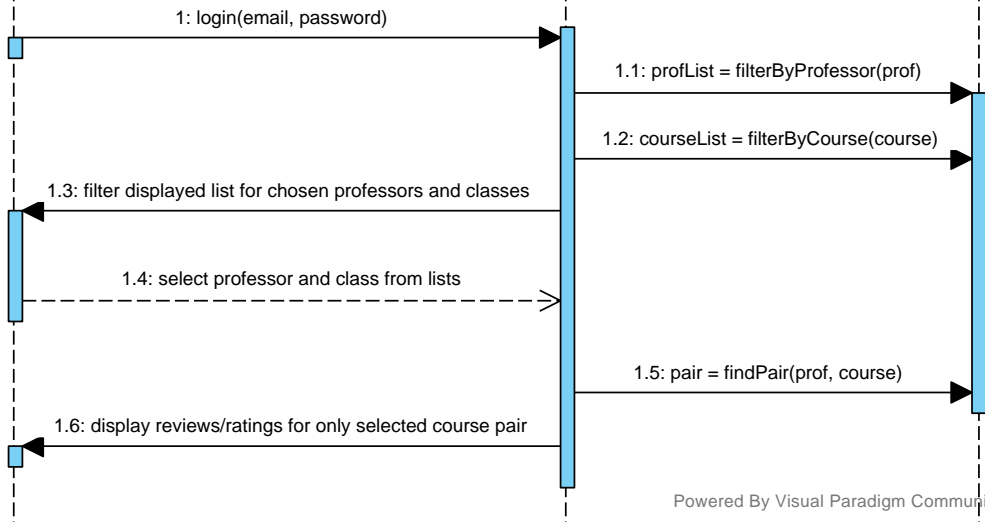 1: login(email, password)
1.1: profList = filterByProfessor(prof)
1.2: courseList = filterByCourse(course)
1.3: filter displayed list for chosen professors and classes
1.4: select professor and class from lists
1.5: pair = findPair(prof, course)
1.6: display reviews/ratings for only selected course pair
Powered By Visual Paradigm Communi